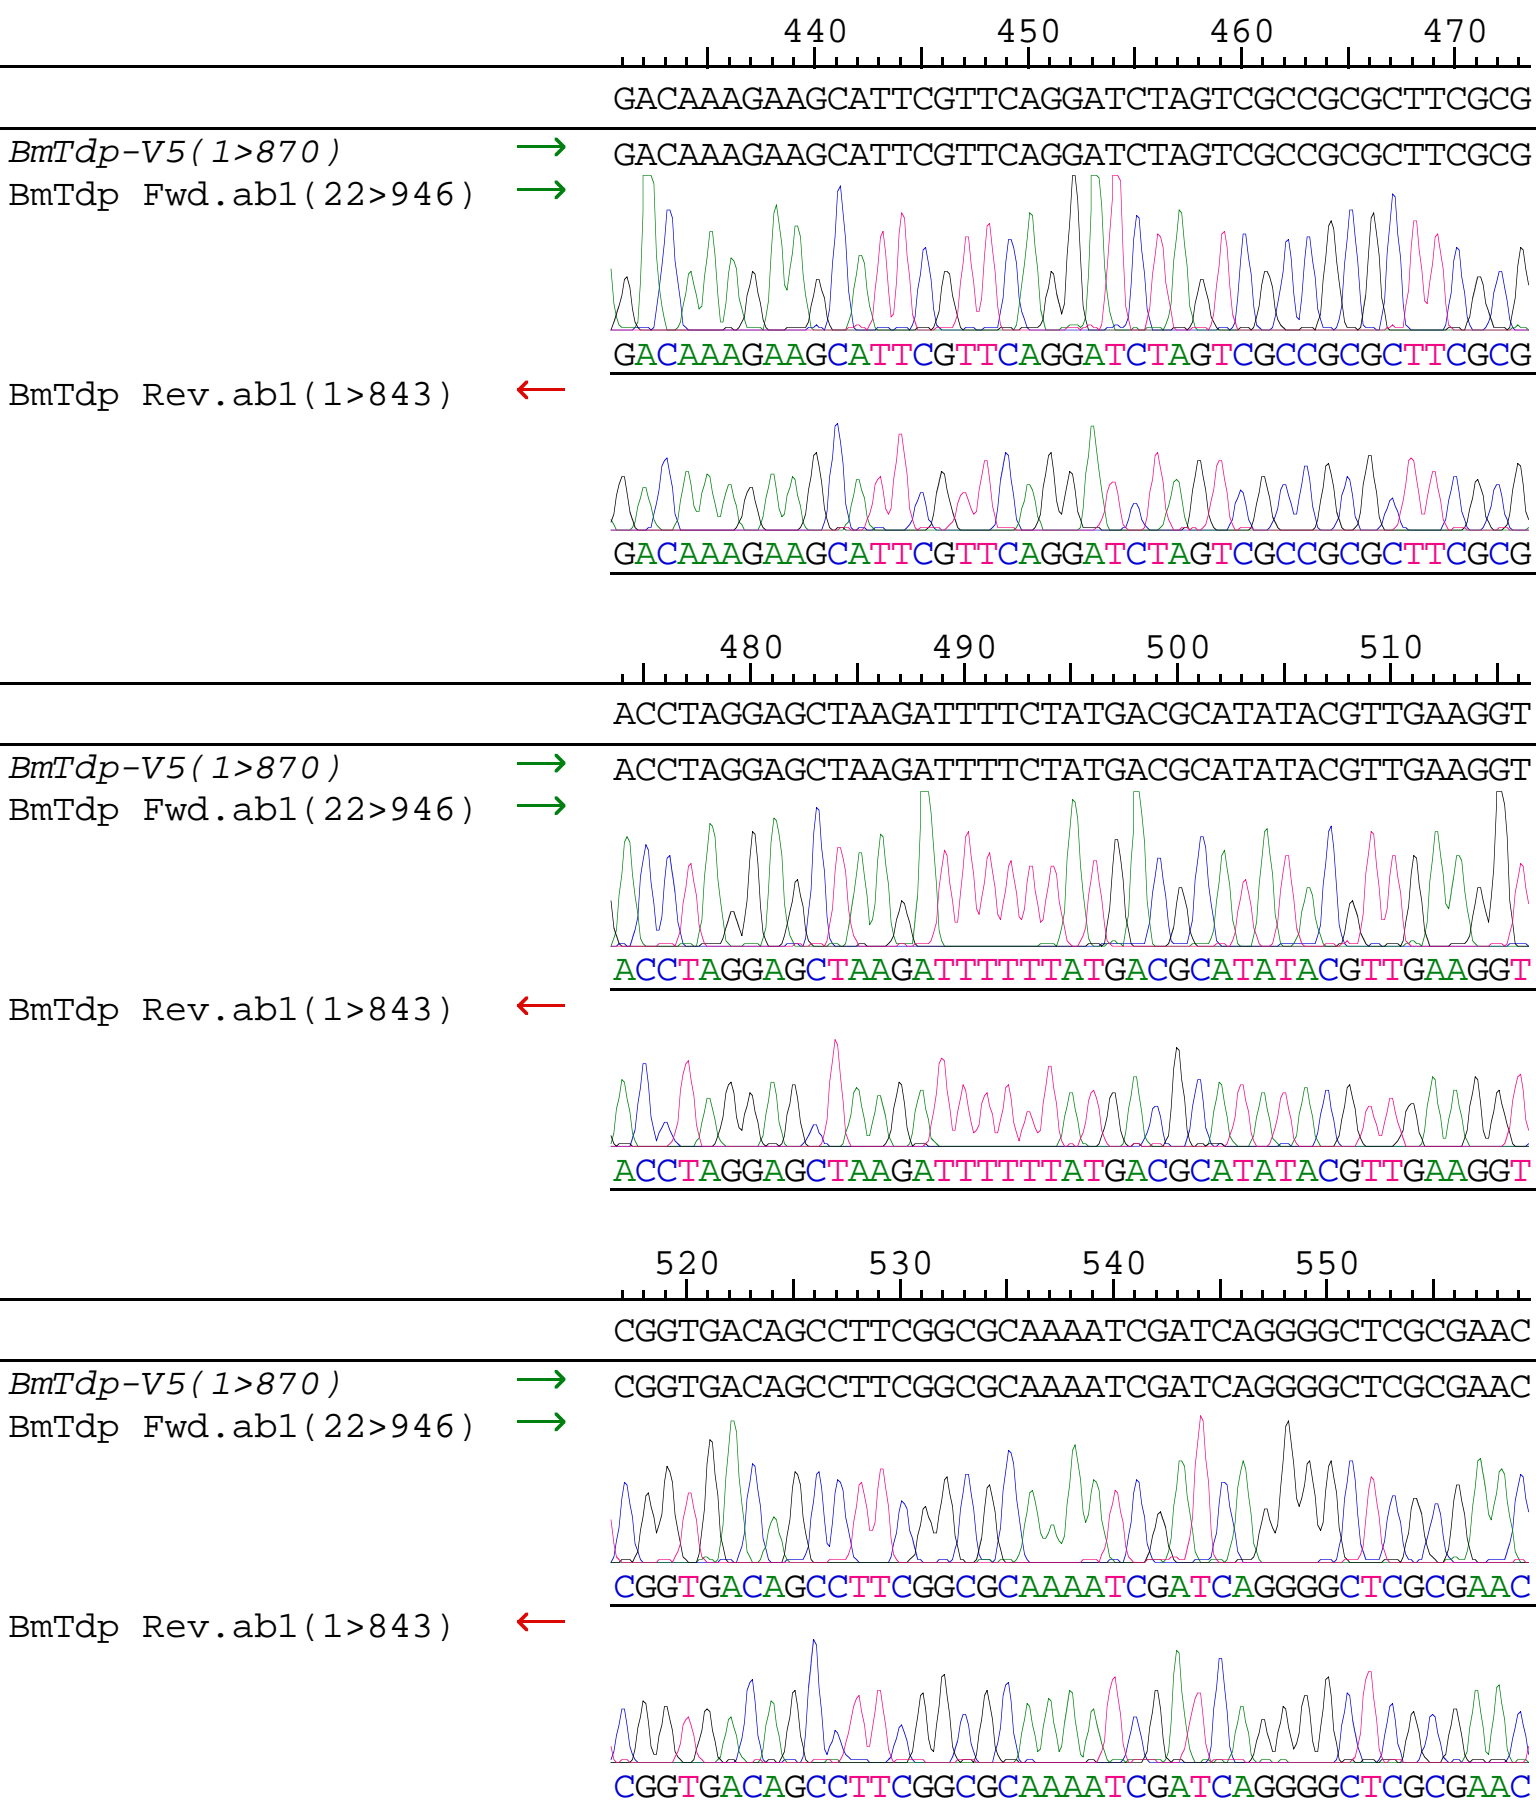 440 450 460 470
GACAAAGAAGCATTCGTTCAGGATCTAGTCGCCGCGCTTCGCG
BmTdp-V5(1>870) → GACAAAGAAGCATTCGTTCAGGATCTAGTCGCCGCGCTTCGCG
BmTdp Fwd.ab1(22>946) →
GACAAAGAAGCATTCGTTCAGGATCTAGTCGCCGCGCTTCGCG
BmTdp Rev.ab1(1>843) ←
GACAAAGAAGCATTCGTTCAGGATCTAGTCGCCGCGCTTCGCG
480 490 500 510
ACCTAGGAGCTAAGATTTTCTATGACGCATATACGTTGAAGGT
BmTdp-V5(1>870) → ACCTAGGAGCTAAGATTTTCTATGACGCATATACGTTGAAGGT
BmTdp Fwd.ab1(22>946) →
ACCTAGGAGCTAAGATTTTTTATGACGCATATACGTTGAAGGT
BmTdp Rev.ab1(1>843) ←
ACCTAGGAGCTAAGATTTTTTATGACGCATATACGTTGAAGGT
520 530 540 550
CGGTGACAGCCTTCGGCGCAAAATCGATCAGGGGCTCGCGAAC
BmTdp-V5(1>870) → CGGTGACAGCCTTCGGCGCAAAATCGATCAGGGGCTCGCGAAC
BmTdp Fwd.ab1(22>946) →
CGGTGACAGCCTTCGGCGCAAAATCGATCAGGGGCTCGCGAAC
BmTdp Rev.ab1(1>843) ←
CGGTGACAGCCTTCGGCGCAAAATCGATCAGGGGCTCGCGAAC